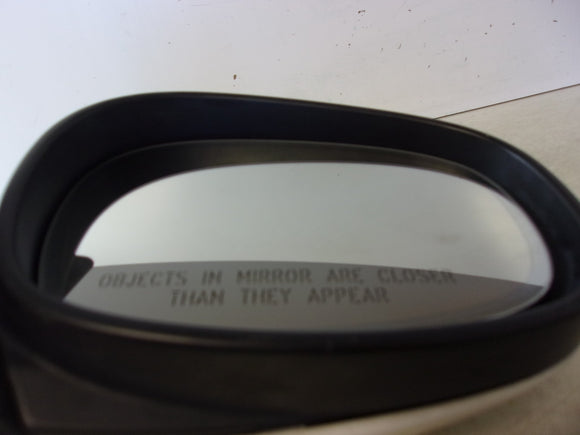 OBJECTS IN MIRROR ARE CLOSER
THAN THEY APPEAR